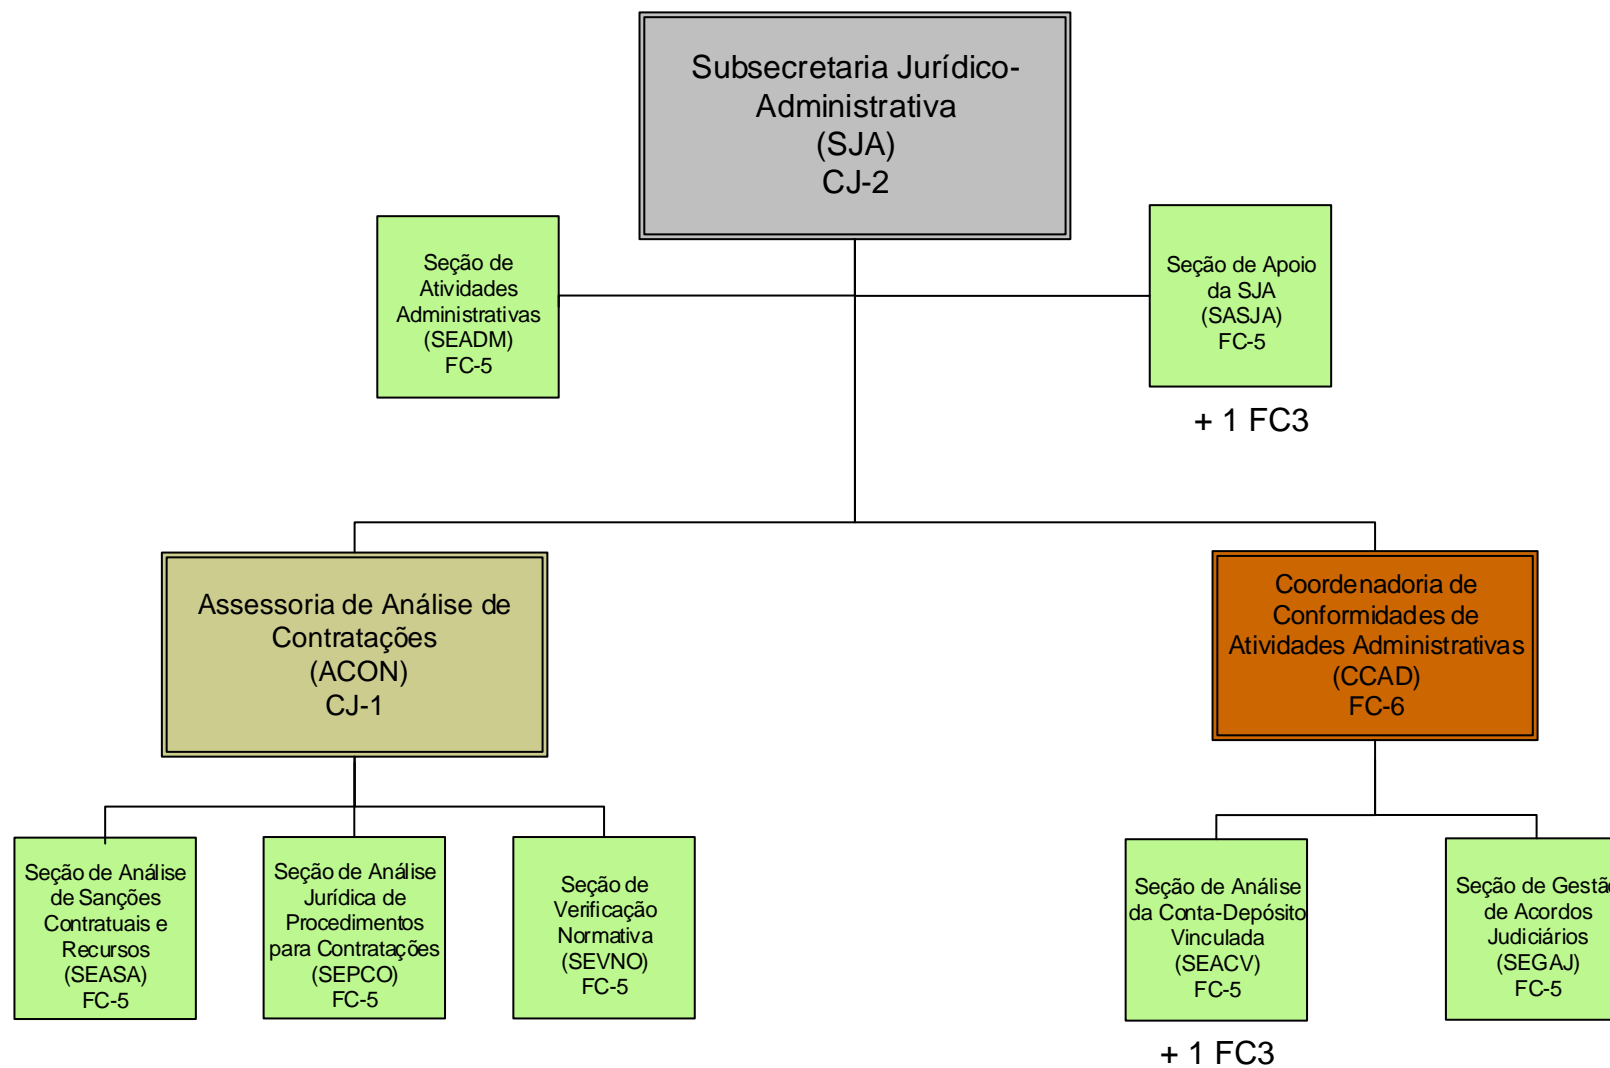 Subsecretaria Jurídico-
Administrativa
(SJA)
CJ-2
Seção de
Atividades
Administrativas
(SEADM)
FC-5
Seção de Apoio
da SJA
(SASJA)
FC-5
+ 1 FC3
Assessoria de Análise de
Contratações
(ACON)
CJ-1
Coordenadoria de
Conformidades de
Atividades Administrativas
(CCAD)
FC-6
Seção de Análise
de Sanções
Contratuais e
Recursos
(SEASA)
FC-5
Seção de Análise
Jurídica de
Procedimentos
para Contratações
(SEPCO)
FC-5
Seção de
Verificação
Normativa
(SEVNO)
FC-5
Seção de Análise
da Conta-Depósito
Vinculada
(SEACV)
FC-5
+ 1 FC3
Seção de Gestão
de Acordos
Judiciários
(SEGAJ)
FC-5